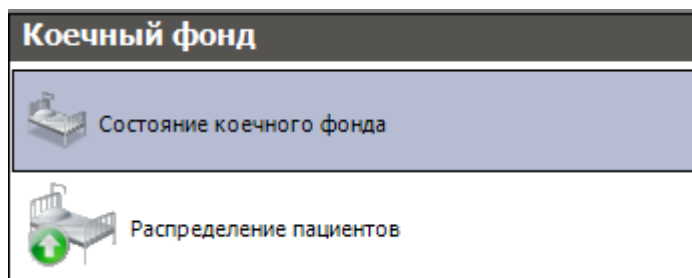 Коечный фонд
Состояние коечного фонда
Распределение пациентов